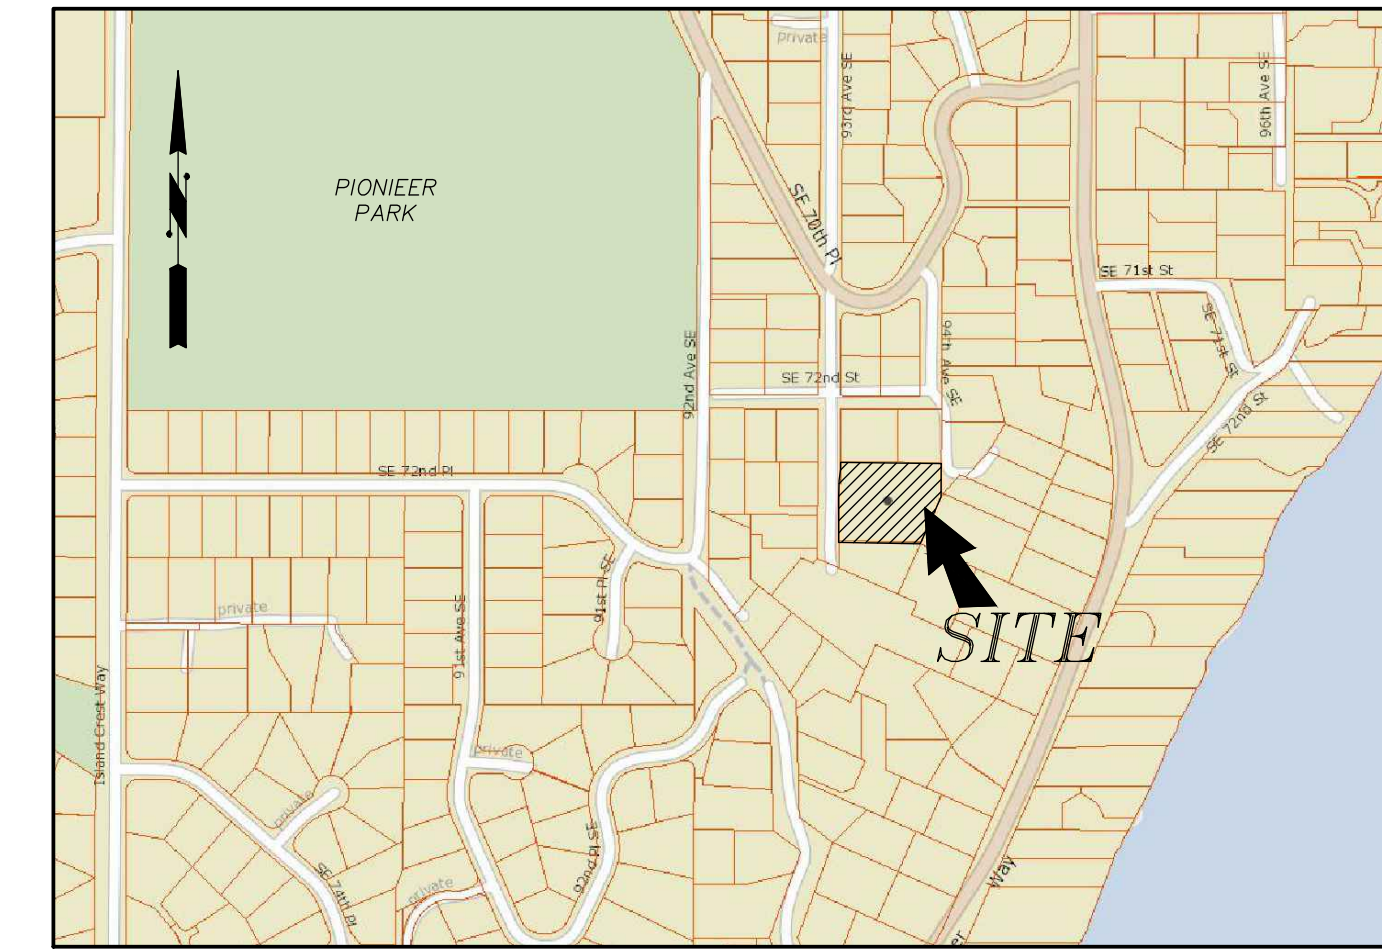 private
93rd Ave SE
96th Ave SE
PIONIEER
PARK
SE 70th Pl
SE 71st St
SE 71st St
92nd Ave SE
SE 72nd St
94th Ave SE
SE 72nd St
SE 72nd Pl
91st Pl SE
SITE
private
91st Ave SE
Island Crest Way
private
private
92nd Pl SE
SE 74th Pl
private
er
Way